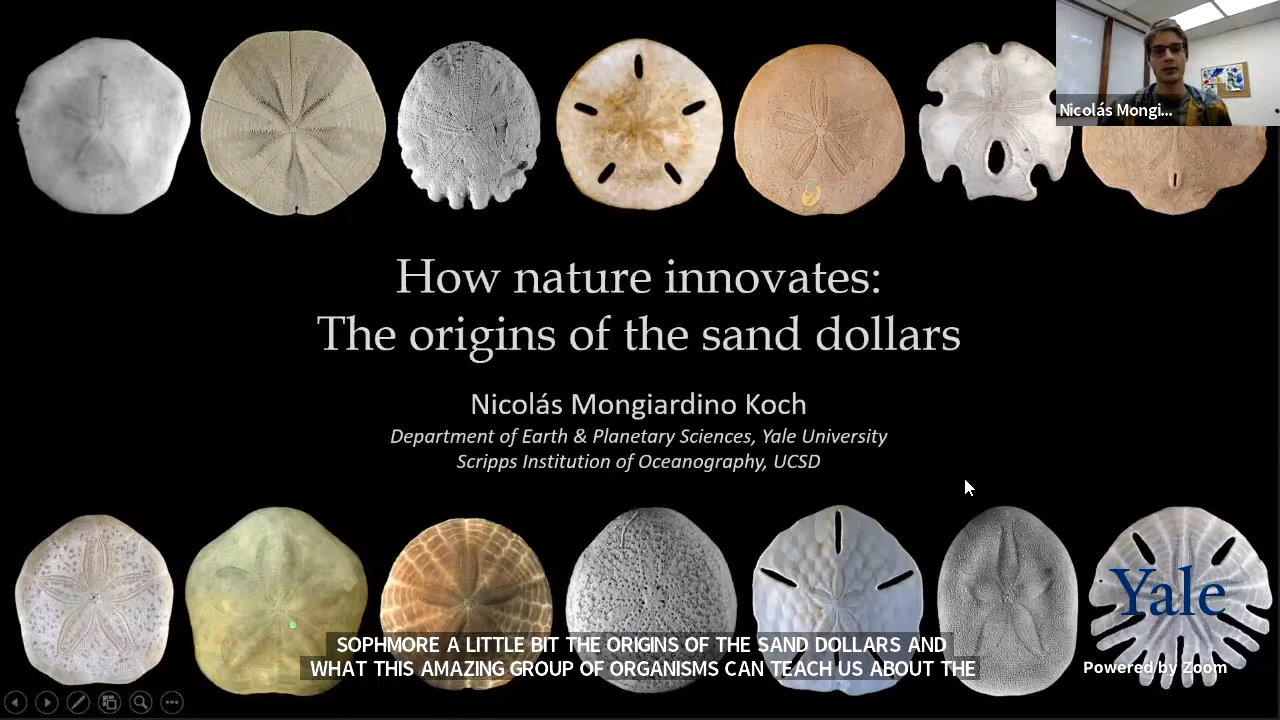 Nicolás Mongi...
How nature innovates:
The origins of the sand dollars
Nicolás Mongiardino Koch
Department of Earth & Planetary Sciences, Yale University
Scripps Institution of Oceanography, UCSD
Yale
SOPHMORE A LITTLE BIT THE ORIGINS OF THE SAND DOLLARS AND
WHAT THIS AMAZING GROUP OF ORGANISMS CAN TEACH US ABOUT THE
Powered by Zoom